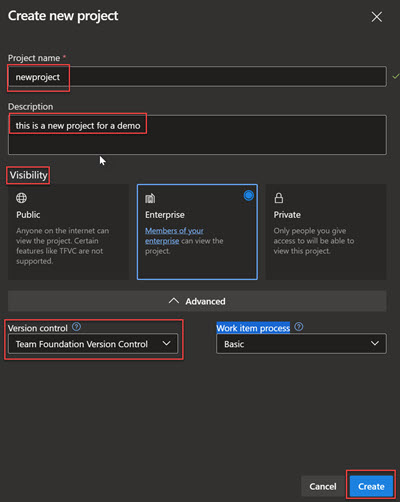 Create new project
Project name *
newproject
Description
this is a new project for a demo
Visibility
Public
Anyone on the internet can
view the project. Certain
features like TFVC are not
supported.
Enterprise
Members of your
enterprise can view the
project.
Private
Only people you give
access to will be able to
view this project.
Advanced
Version control
Team Foundation Version Control
Work item process
Basic
Cancel
Create